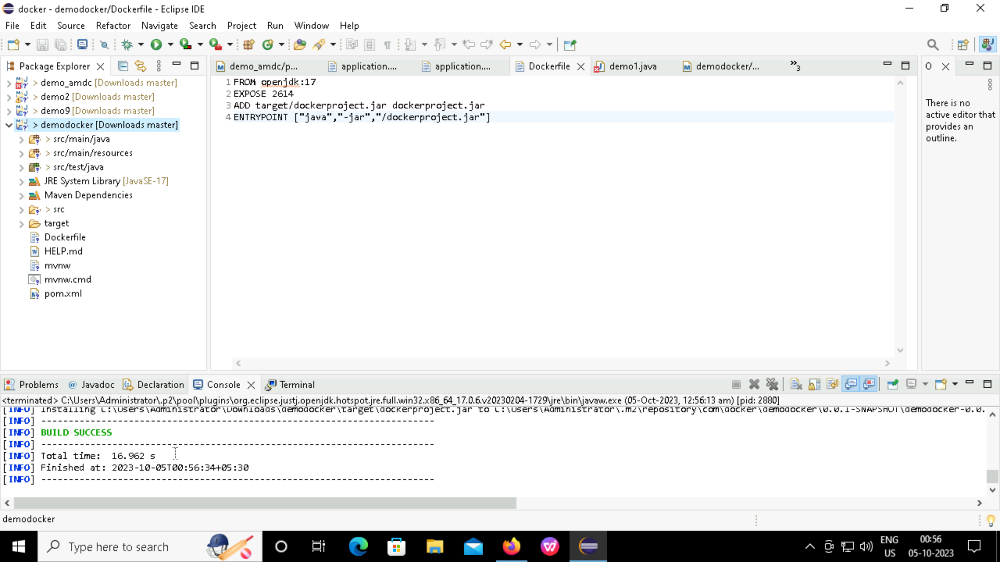 docker - demodocker/Dockerfile - Eclipse IDE
File Edit Source Refactor Navigate Search Project Run Window Help
Package Explorer
demo_amdc/p... application.... application.... Dockerfile demo1.java demodocker/... »3
O
> demo_amdc [Downloads master]
> demo2 [Downloads master]
> demo9 [Downloads master]
> demodocker [Downloads master]
> src/main/java
> src/main/resources
> src/test/java
JRE System Library [JavaSE-17]
Maven Dependencies
> src
target
Dockerfile
HELP.md
mvnw
mvnw.cmd
pom.xml
1 FROM openjdk:17
2 EXPOSE 2614
3 ADD target/dockerproject.jar dockerproject.jar
4 ENTRYPOINT ["java","-jar","/dockerproject.jar"]
There is no
active editor that
provides an
outline.
Problems @ Javadoc Declaration Console Terminal
<terminated> C:\Users\Administrator\.p2\pool\plugins\org.eclipse.justj.openjdk.hotspot.jre.full.win32.x86_64_17.0.6.v20230204-1729\jre\bin\javaw.exe (05-Oct-2023, 12:56:13 am) [pid: 2880]
[INFO] Installing C:\Users\Administrator\Downloads\demodocker\target\dockerproject.jar to C:\Users\Administrator\.m2\repository\com\docker\demodocker\0.0.1-SNAPSHOT\demodocker-0.0.
[INFO] ------------------------------------------------------------------------
[INFO] BUILD SUCCESS
[INFO] ------------------------------------------------------------------------
[INFO] Total time:  16.962 s
[INFO] Finished at: 2023-10-05T00:56:34+05:30
[INFO] ------------------------------------------------------------------------
demodocker
Type here to search
ENG
US
00:56
05-10-2023